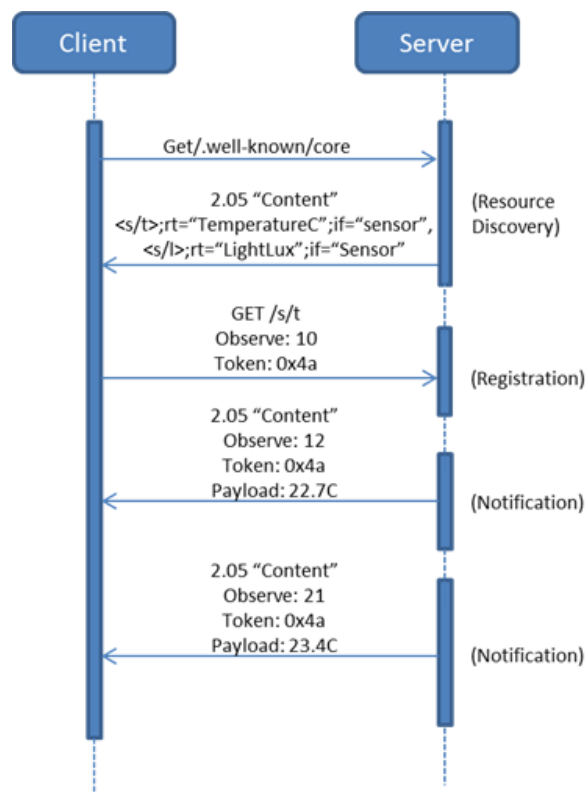 Client
Server
Get/.well-known/core
2.05 “Content”
<s/t>;rt=“TemperatureC”;if=“sensor”,
<s/l>;rt=“LightLux”;if=“Sensor”
(Resource
Discovery)
GET /s/t
Observe: 10
Token: 0x4a
(Registration)
2.05 “Content”
Observe: 12
Token: 0x4a
Payload: 22.7C
(Notification)
2.05 “Content”
Observe: 21
Token: 0x4a
Payload: 23.4C
(Notification)